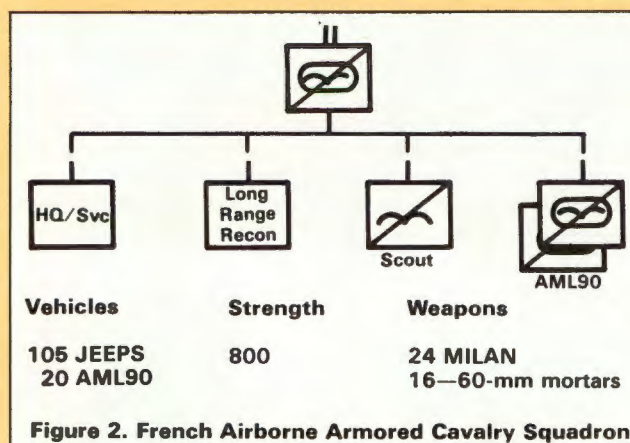 HQ/Svc
Long
Range
Recon
Scout
AML90
Vehicles Strength Weapons
105 JEEPS 800 24 MILAN
20 AML90 16—60-mm mortars
Figure 2. French Airborne Armored Cavalry Squadron